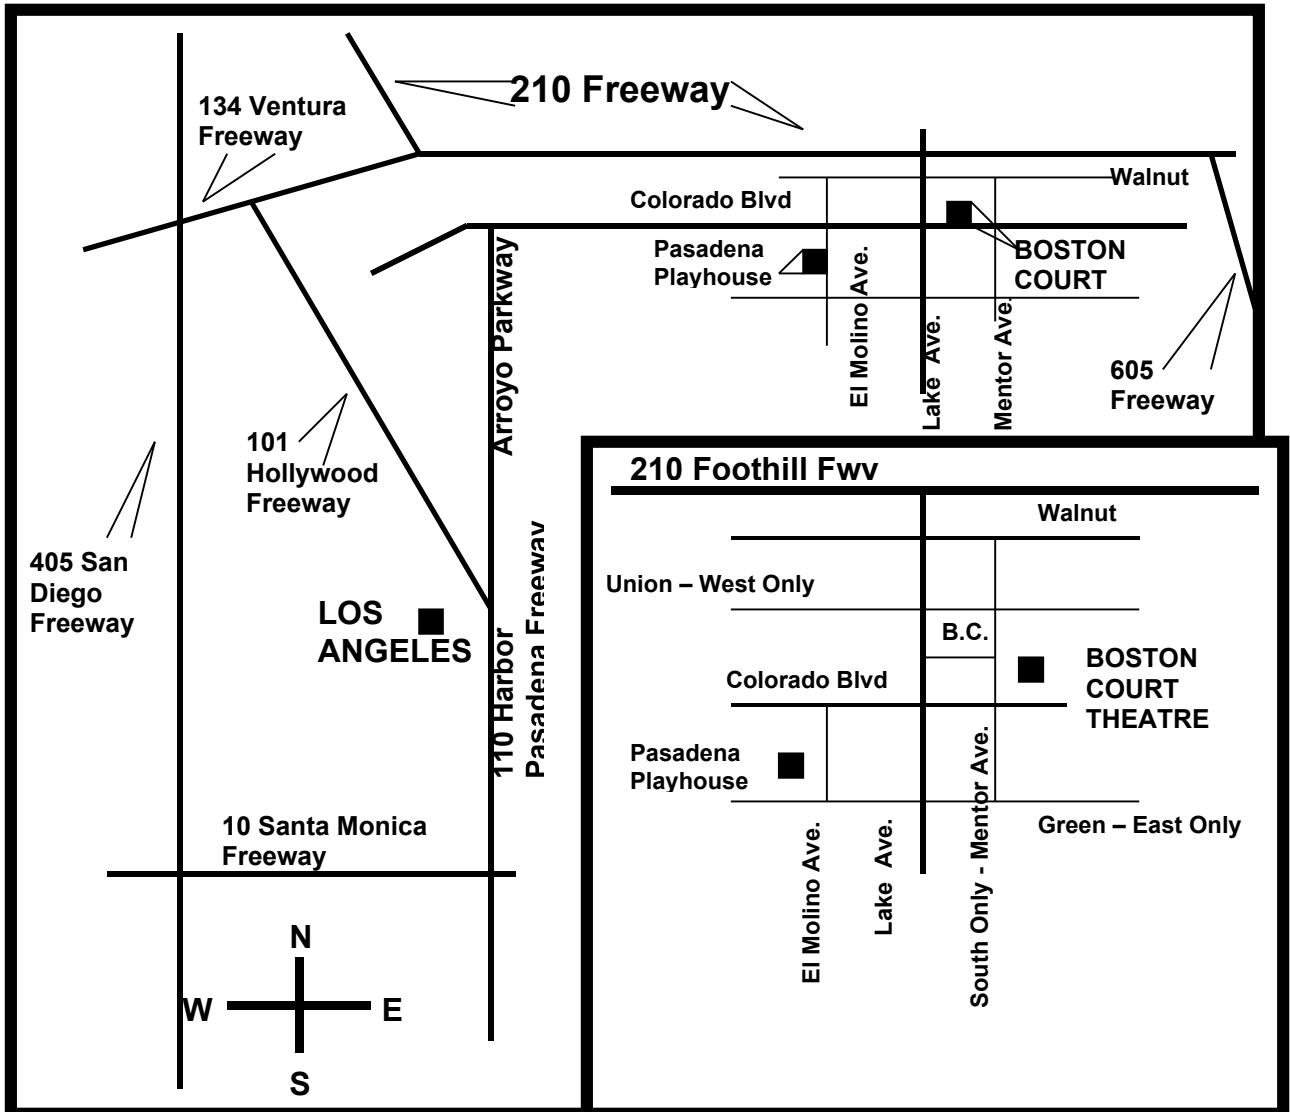 210 Freeway
134 Ventura
Freeway
Walnut
Colorado Blvd
Pasadena
Playhouse
BOSTON
COURT
El Molino Ave.
Lake Ave.
Mentor Ave.
605
Freeway
Arroyo Parkway
101
Hollywood
Freeway
405 San
Diego
Freeway
LOS
ANGELES
110 Harbor
Pasadena Freeway
10 Santa Monica
Freeway
N
W E
S
210 Foothill Fwy
Walnut
Union – West Only
B.C.
BOSTON
COURT
THEATRE
Colorado Blvd
Pasadena
Playhouse
Green – East Only
El Molino Ave.
Lake Ave.
South Only - Mentor Ave.